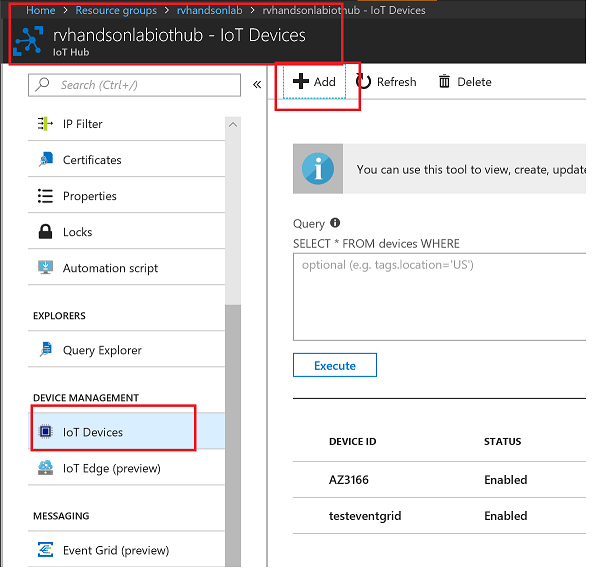 Home > Resource groups > rvhandsonlab > rvhandsonlabiothub - IoT Devices
rvhandsonlabiothub - IoT Devices
IoT Hub
Search (Ctrl+/)
«
IP Filter
Certificates
Properties
Locks
Automation script
EXPLORERS
Query Explorer
DEVICE MANAGEMENT
IoT Devices
IoT Edge (preview)
MESSAGING
Event Grid (preview)
Add
Refresh
Delete
You can use this tool to view, create, update
Query
SELECT * FROM devices WHERE
optional (e.g. tags.location='US')
Execute
DEVICE ID STATUS
AZ3166 Enabled
testeventgrid Enabled